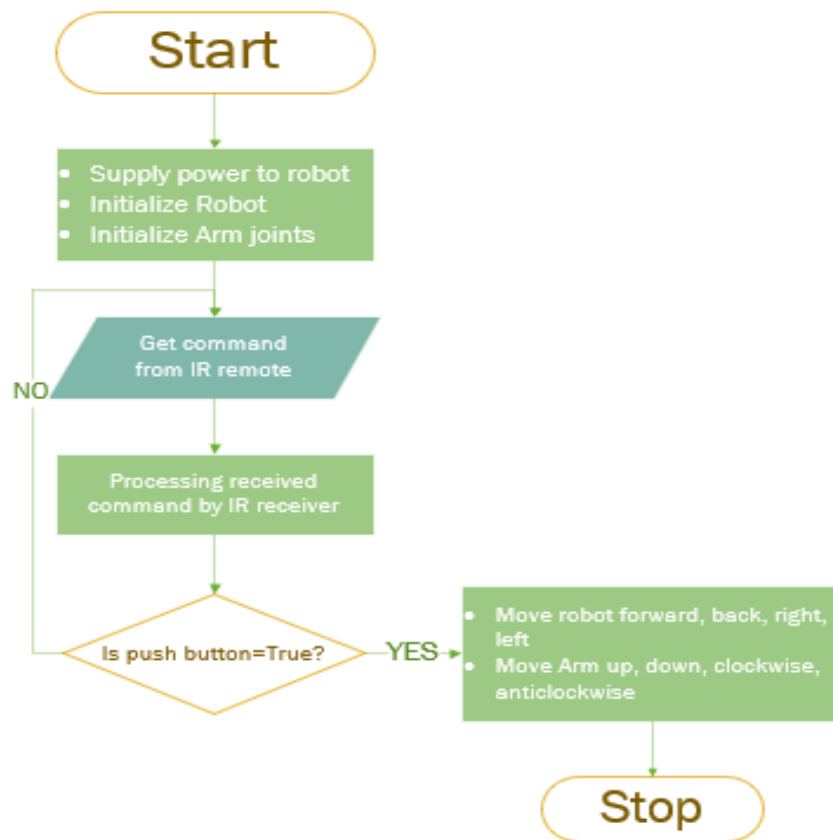 Start
• Supply power to robot
• Initialize Robot
• Initialize Arm joints
Get command
from IR remote
NO
Processing received
command by IR receiver
Is push button=True?
YES
• Move robot forward, back, right,
left
• Move Arm up, down, clockwise,
anticlockwise
Stop